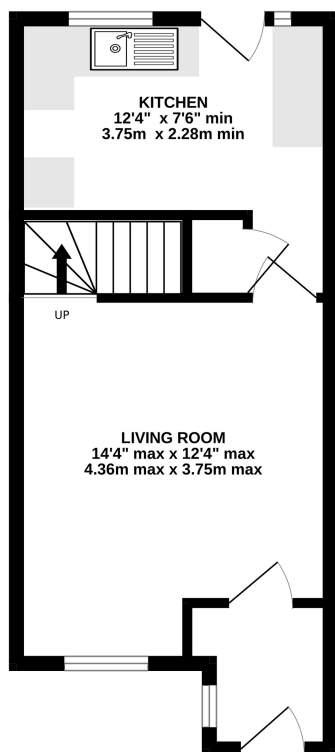 KITCHEN
12'4" x 7'6" min
3.75m x 2.28m min
UP
LIVING ROOM
14'4" max x 12'4" max
4.36m max x 3.75m max